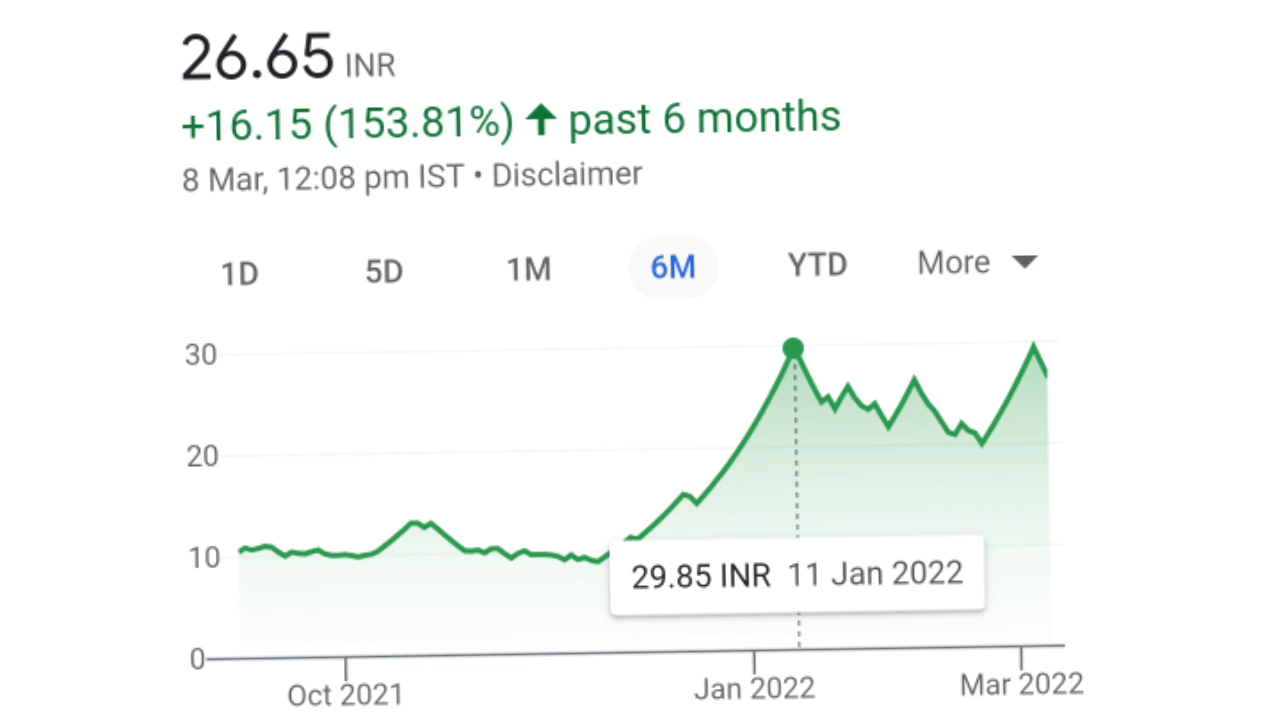 26.65 INR
+16.15 (153.81%) ↑ past 6 months
8 Mar, 12:08 pm IST • Disclaimer
1D 5D 1M 6M YTD More
30
20
10
29.85 INR 11 Jan 2022
0
Oct 2021 Jan 2022 Mar 2022